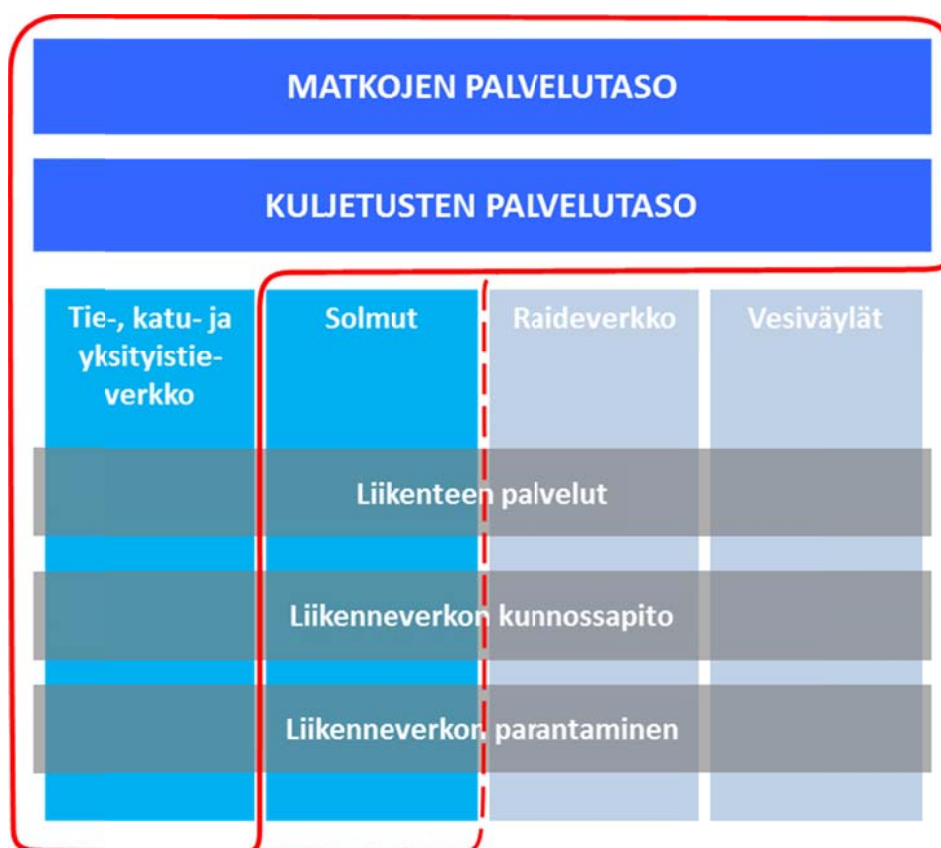 MATKOJEN PALVELUTASO
KULJETUSTEN PALVELUTASO
Tie-, katu- ja
yksityistie-
verkko
Solmut
Raideverkko
Vesiväylät
Liikenteen palvelut
Liikenneverkon kunnossapito
Liikenneverkon parantaminen